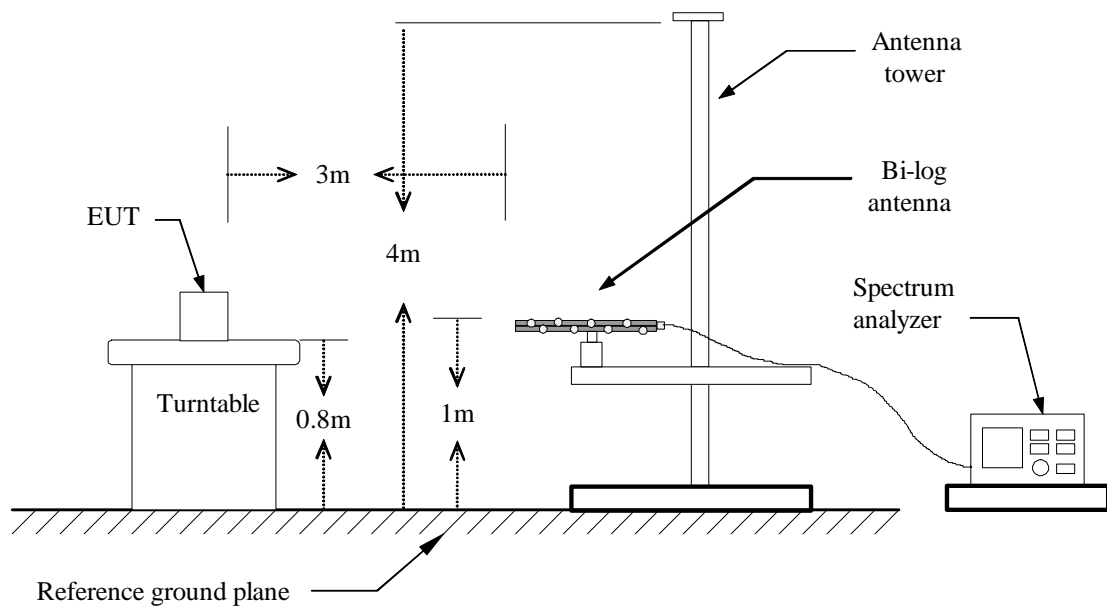 Antenna
tower
3m
Bi-log
antenna
EUT
4m
Spectrum
analyzer
Turntable
0.8m
1m
Reference ground plane